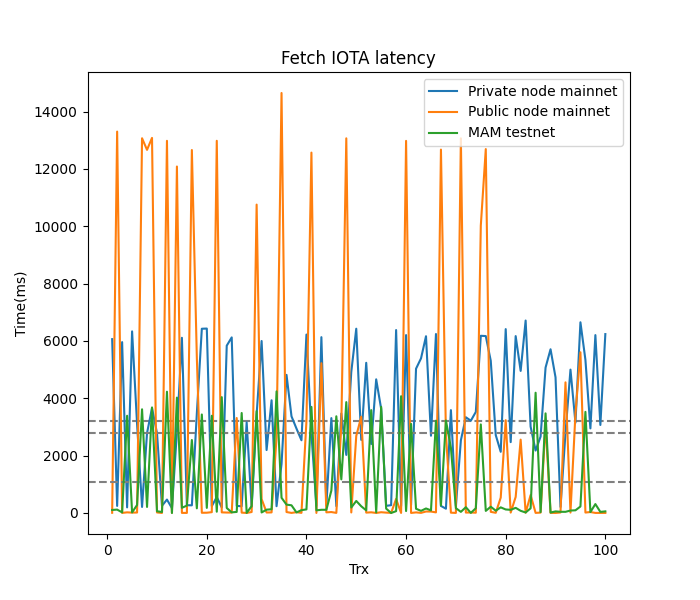 Fetch IOTA latency
Private node mainnet
Public node mainnet
MAM testnet
14000
12000
10000
8000
6000
4000
2000
0
Time(ms)
0 20 40 60 80 100
Trx